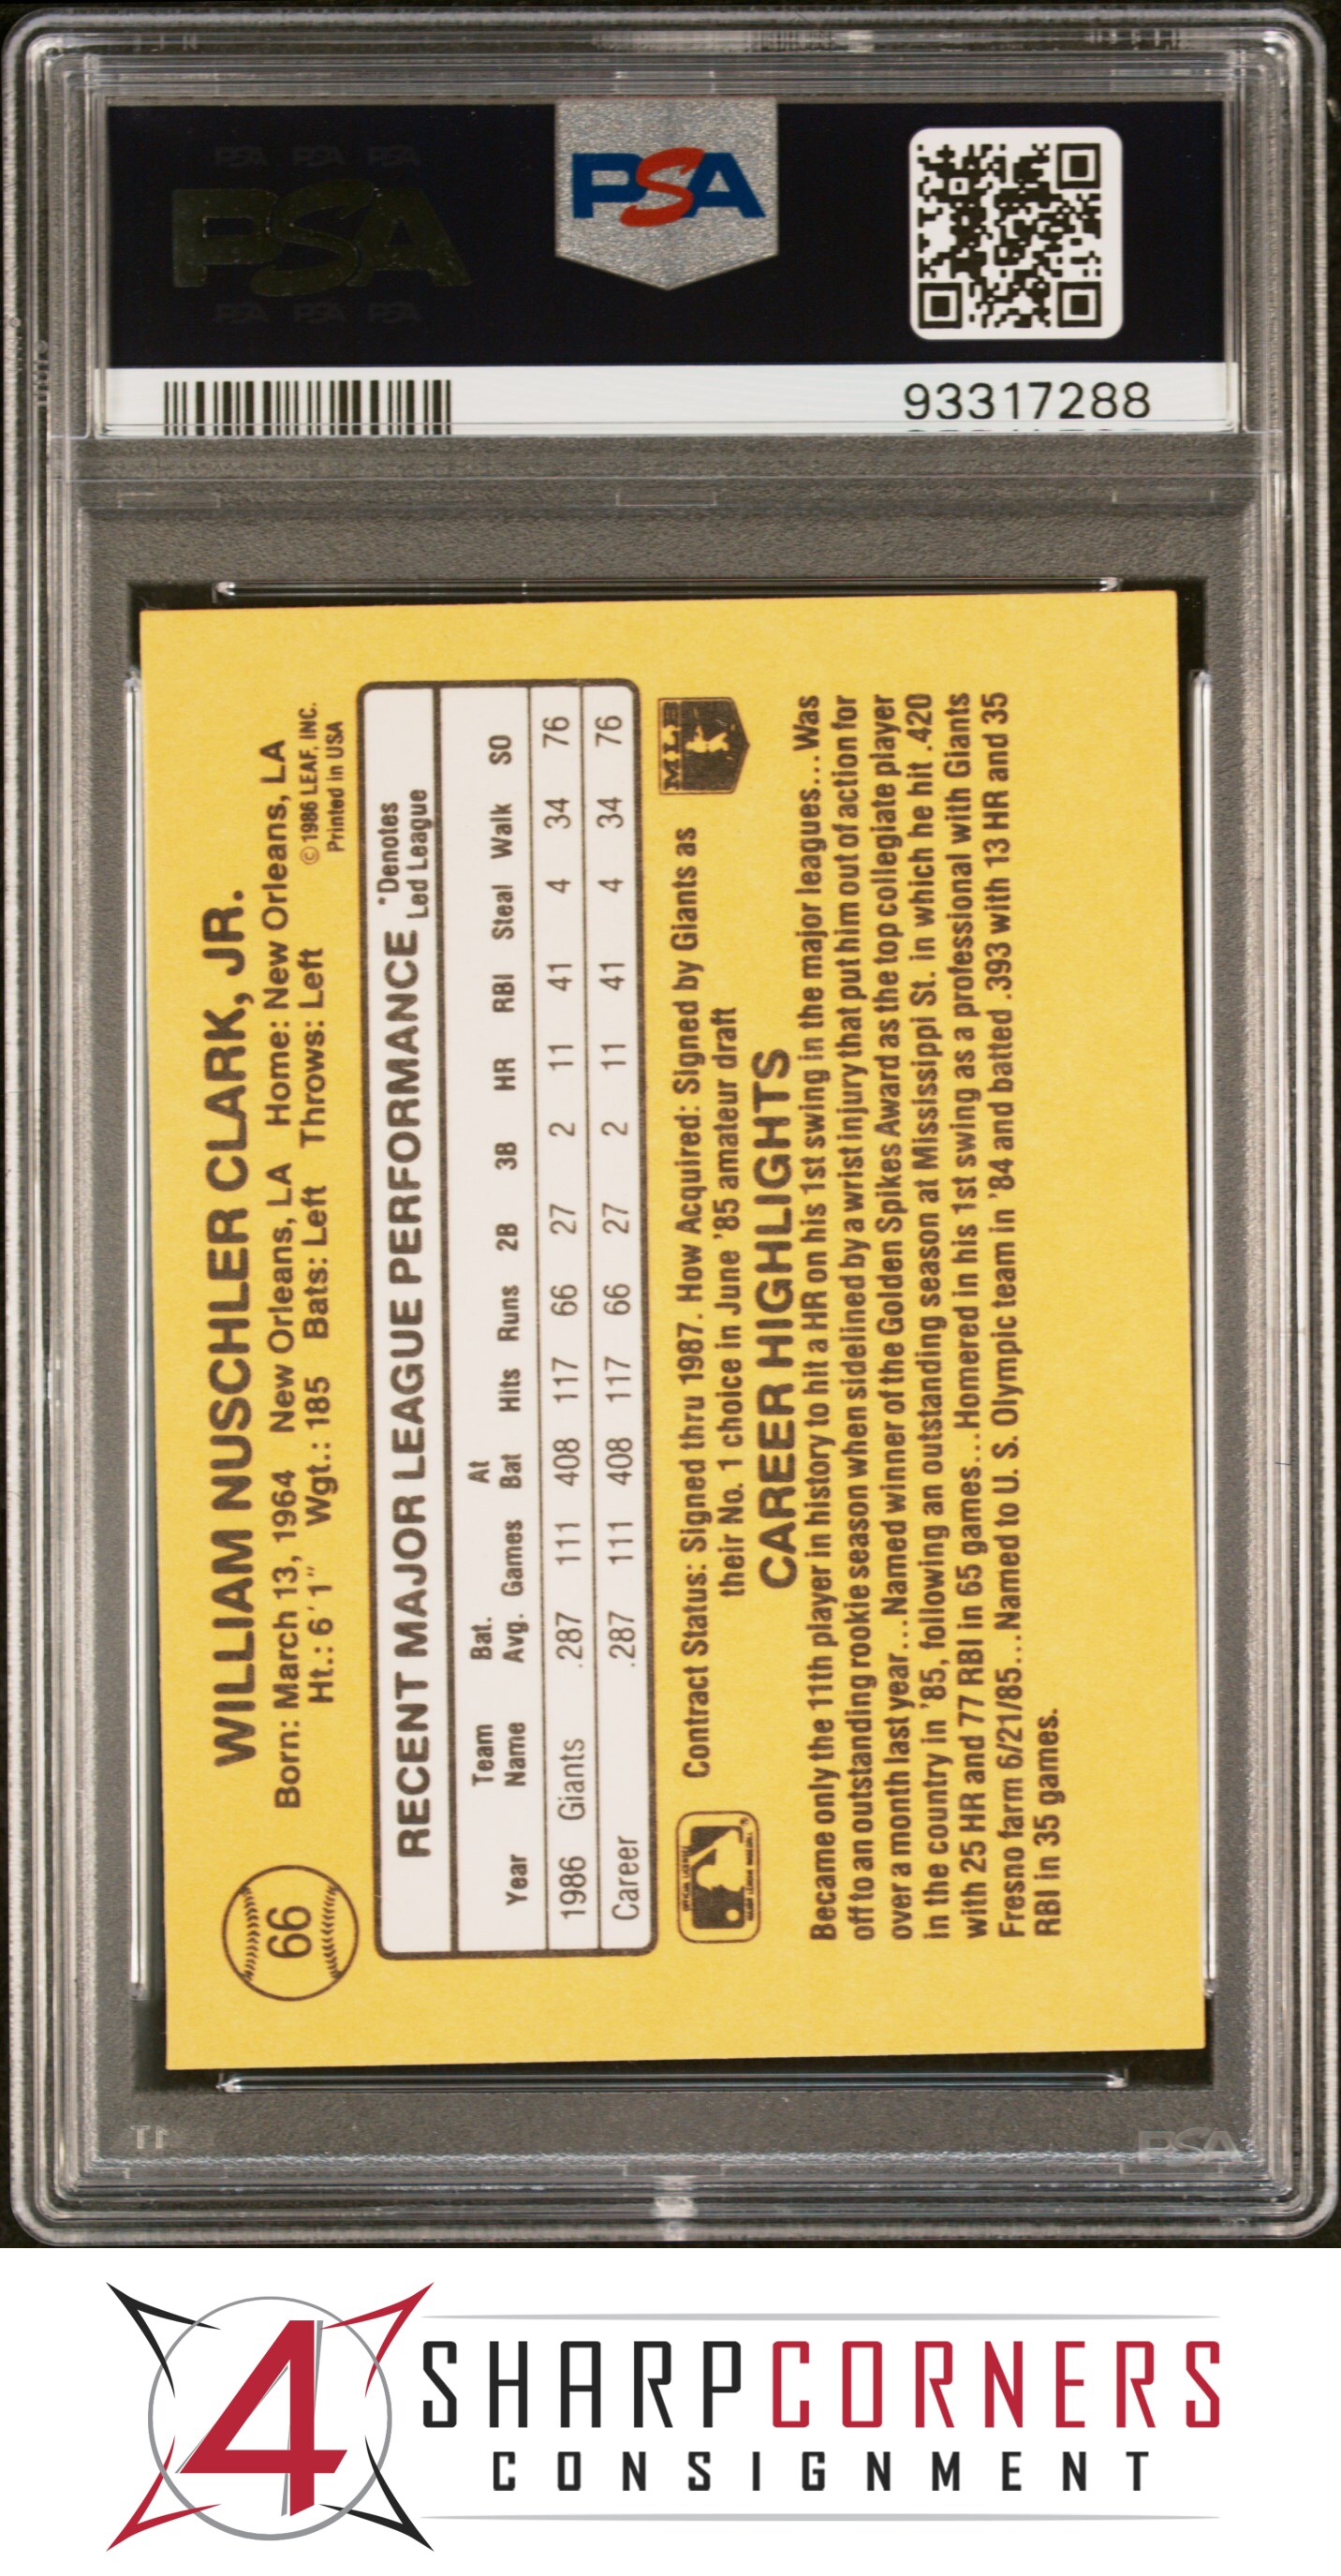 PSA PSA PSA
PSA
PSA PSA PSA
PSA
93317288
66
WILLIAM NUSCHLER CLARK, JR.
Born: March 13, 1964 New Orleans, LA Home: New Orleans, LA
Ht.: 6'1" Wgt.: 185 Bats: Left Throws: Left
© 1986 LEAF, INC.
Printed in USA
RECENT MAJOR LEAGUE PERFORMANCE
*Denotes
Led League
Year Team Name Bat. Avg. Games At Bat Hits Runs 2B 3B HR RBI Steal Walk SO
1986 Giants .287 111 408 117 66 27 2 11 41 4 34 76
Career .287 111 408 117 66 27 2 11 41 4 34 76
Contract Status: Signed thru 1987. How Acquired: Signed by Giants as
their No. 1 choice in June '85 amateur draft
MLB
CAREER HIGHLIGHTS
Became only the 11th player in history to hit a HR on his 1st swing in the major leagues...Was
off to an outstanding rookie season when sidelined by a wrist injury that put him out of action for
over a month last year...Named winner of the Golden Spikes Award as the top collegiate player
in the country in '85, following an outstanding season at Mississippi St. in which he hit .420
with 25 HR and 77 RBI in 65 games...Homered in his 1st swing as a professional with Giants
Fresno farm 6/21/85...Named to U. S. Olympic team in '84 and batted .393 with 13 HR and 35
RBI in 35 games.
PSA
4 SHARPCORNERS
CONSIGNMENT